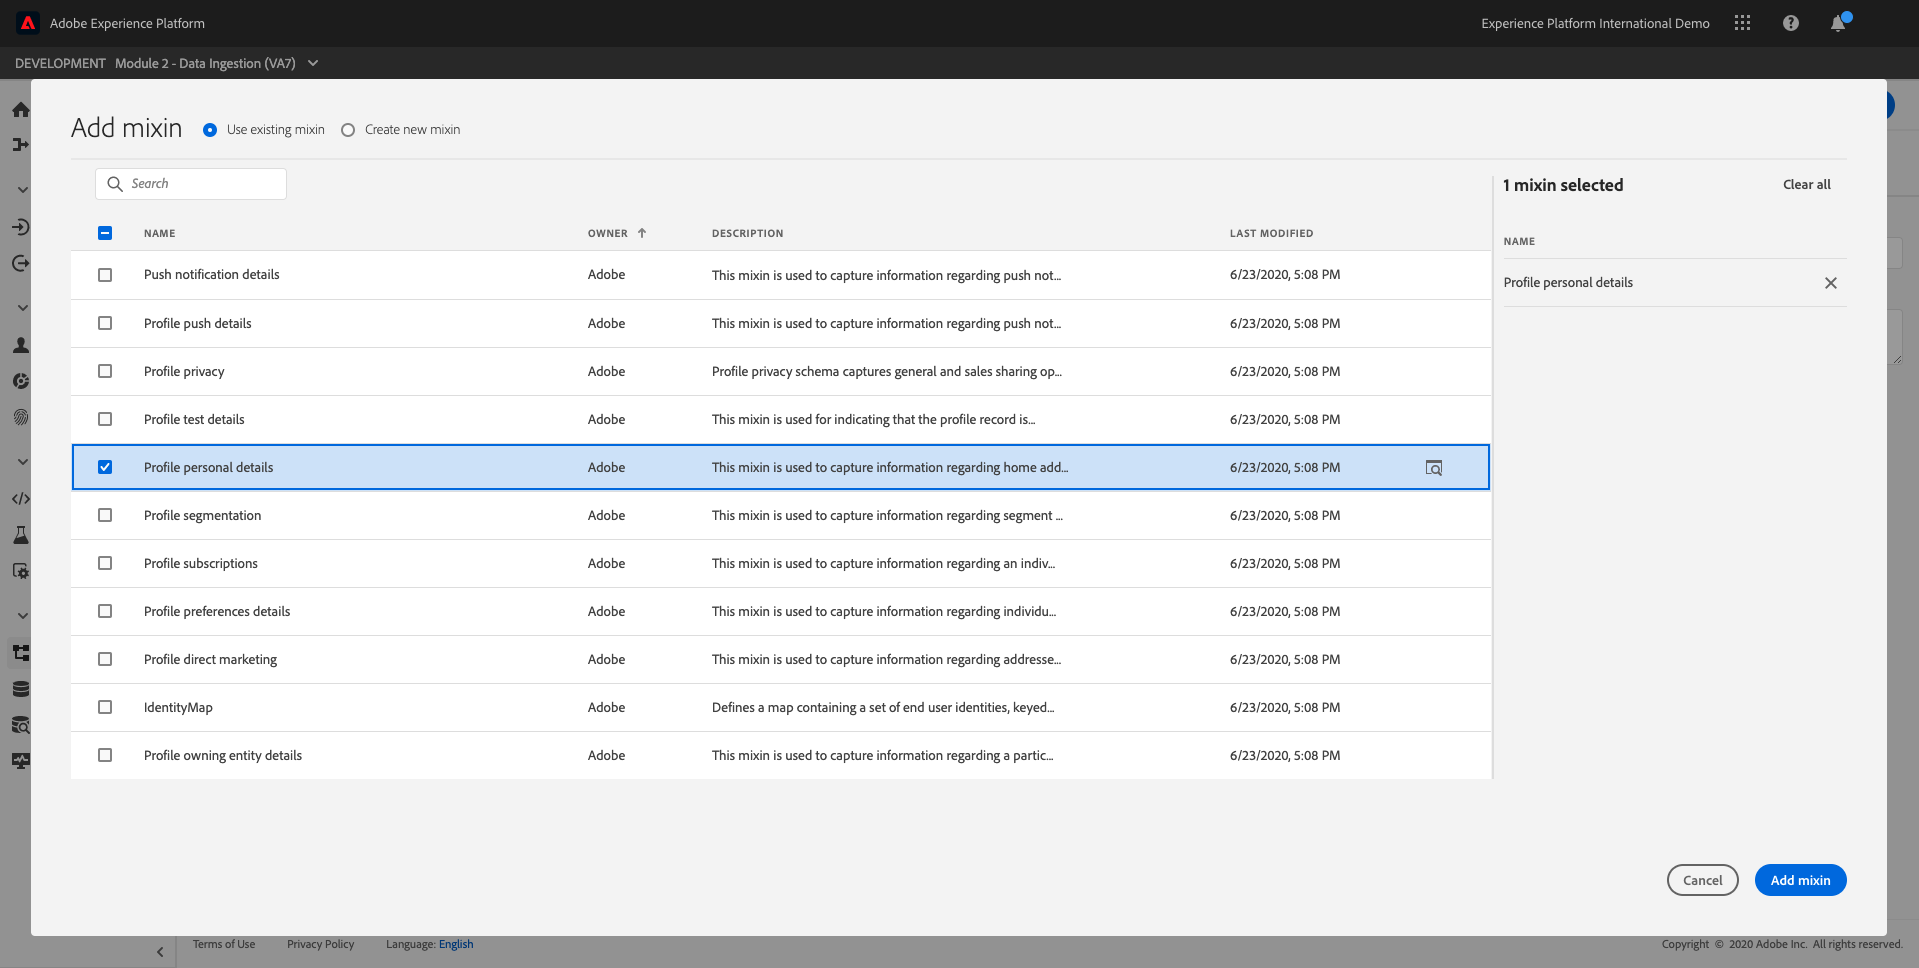 Adobe Experience Platform
Experience Platform International Demo
DEVELOPMENT Module 2 - Data Ingestion (VA7)
Add mixin
Use existing mixin
Create new mixin
Search
1 mixin selected
Clear all
NAME OWNER DESCRIPTION LAST MODIFIED
NAME
Push notification details Adobe This mixin is used to capture information regarding push not... 6/23/2020, 5:08 PM
Profile personal details
Profile push details Adobe This mixin is used to capture information regarding push not... 6/23/2020, 5:08 PM
Profile privacy Adobe Profile privacy schema captures general and sales sharing op... 6/23/2020, 5:08 PM
Profile test details Adobe This mixin is used for indicating that the profile record is... 6/23/2020, 5:08 PM
Profile personal details Adobe This mixin is used to capture information regarding home add... 6/23/2020, 5:08 PM
Profile segmentation Adobe This mixin is used to capture information regarding segment ... 6/23/2020, 5:08 PM
Profile subscriptions Adobe This mixin is used to capture information regarding an indiv... 6/23/2020, 5:08 PM
Profile preferences details Adobe This mixin is used to capture information regarding individu... 6/23/2020, 5:08 PM
Profile direct marketing Adobe This mixin is used to capture information regarding addresse... 6/23/2020, 5:08 PM
IdentityMap Adobe Defines a map containing a set of end user identities, keyed... 6/23/2020, 5:08 PM
Profile owning entity details Adobe This mixin is used to capture information regarding a partic... 6/23/2020, 5:08 PM
Cancel
Add mixin
Terms of Use Privacy Policy Language: English
Copyright © 2020 Adobe Inc. All rights reserved.